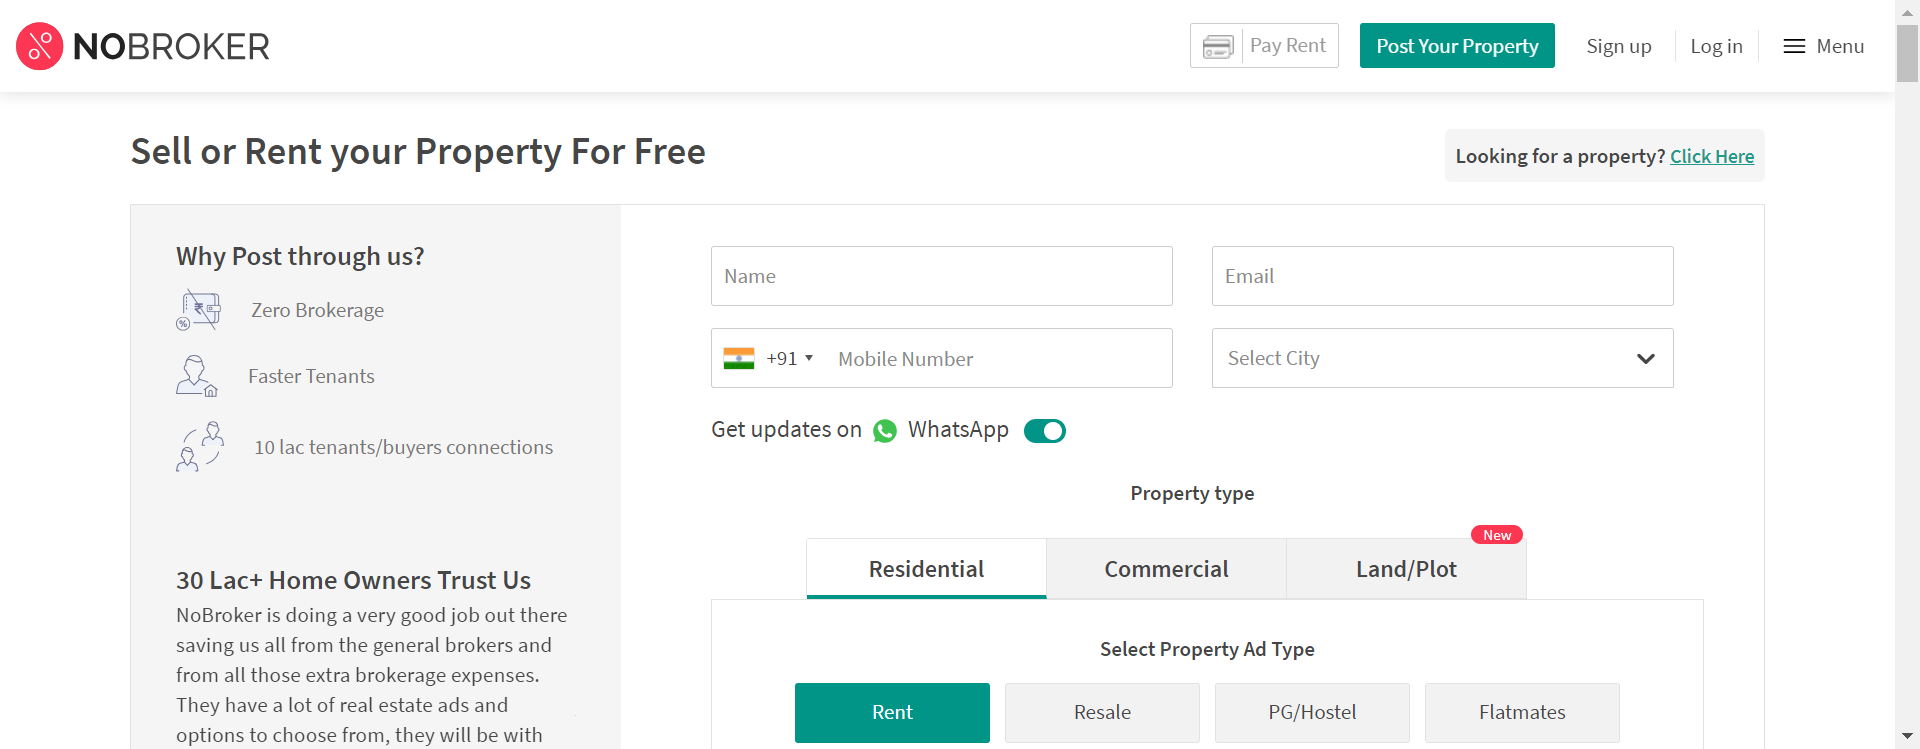 NOBROKER
Pay Rent
Post Your Property
Sign up
Log in
Menu
Sell or Rent your Property For Free
Looking for a property? Click Here
Why Post through us?
Zero Brokerage
Faster Tenants
10 lac tenants/buyers connections
30 Lac+ Home Owners Trust Us
NoBroker is doing a very good job out there
saving us all from the general brokers and
from all those extra brokerage expenses.
They have a lot of real estate ads and
options to choose from, they will be with
Name
Email
+91
Mobile Number
Select City
Get updates on WhatsApp
Property type
New
Residential
Commercial
Land/Plot
Select Property Ad Type
Rent
Resale
PG/Hostel
Flatmates